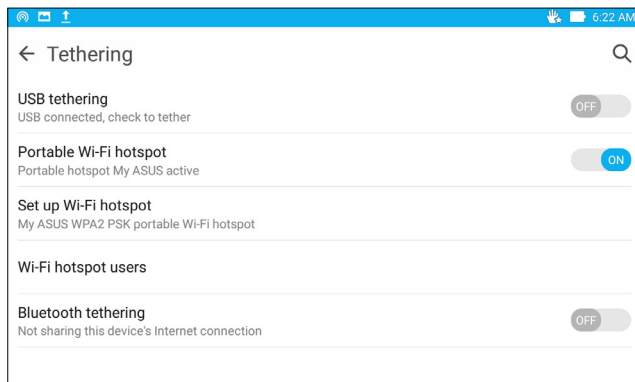 6:22 AM
Tethering
USB tethering
USB connected, check to tether
OFF
Portable Wi-Fi hotspot
Portable hotspot My ASUS active
ON
Set up Wi-Fi hotspot
My ASUS WPA2 PSK portable Wi-Fi hotspot
Wi-Fi hotspot users
Bluetooth tethering
Not sharing this device's Internet connection
OFF